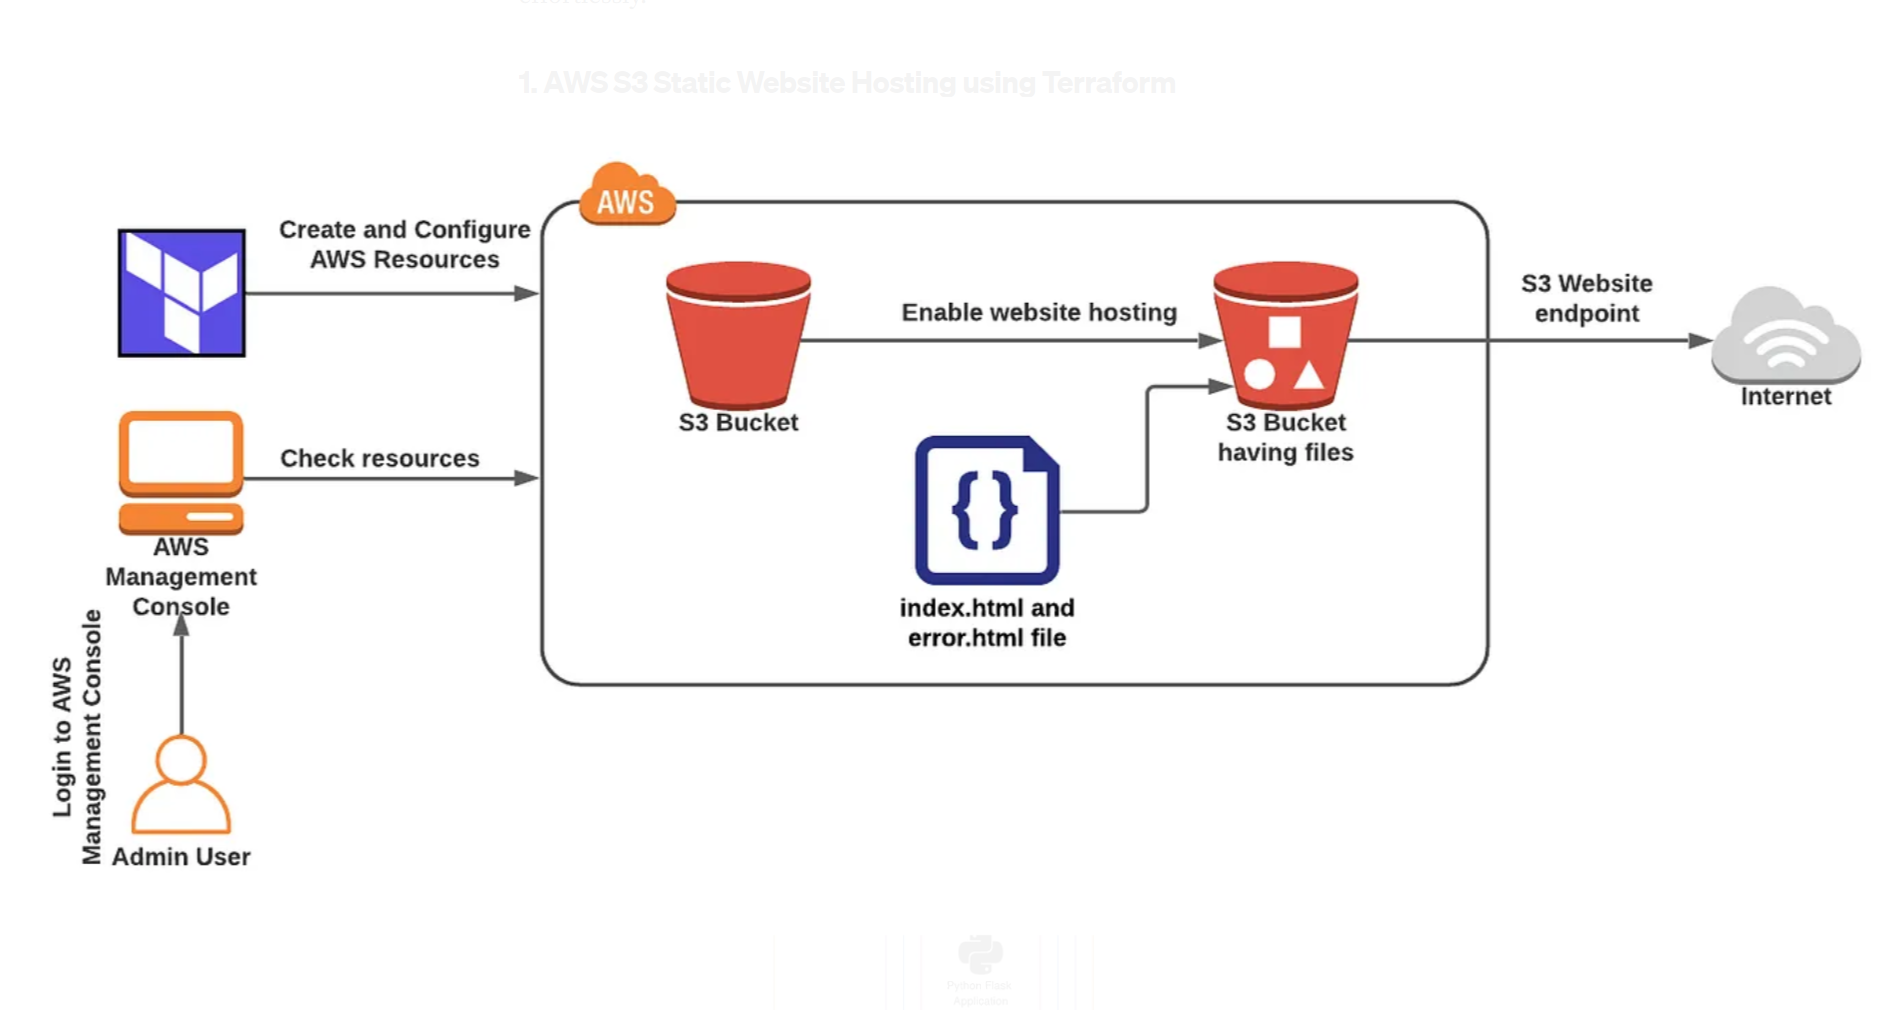 effortlessly.
1. AWS S3 Static Website Hosting using Terraform
AWS
Create and Configure
AWS Resources
Enable website hosting
S3 Website
endpoint
Internet
S3 Bucket
S3 Bucket
having files
Check resources
AWS
Management
Console
index.html and
error.html file
Login to AWS
Management Console
Admin User
Python Flask
Application